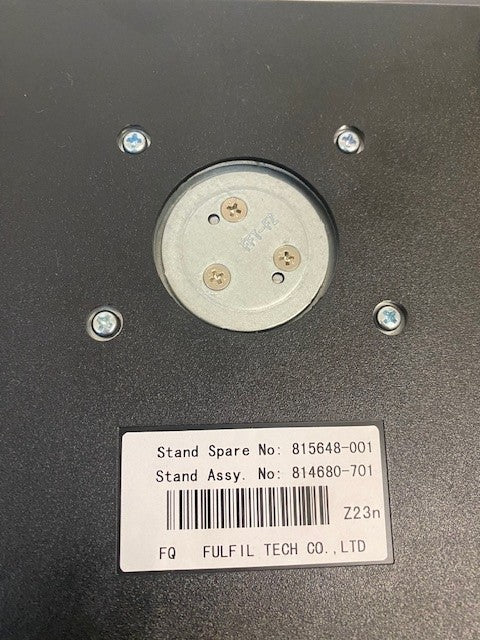 Stand Spare No: 815648-001
Stand Assy. No: 814680-701
Z23n
FQ FULFIL TECH CO.,LTD